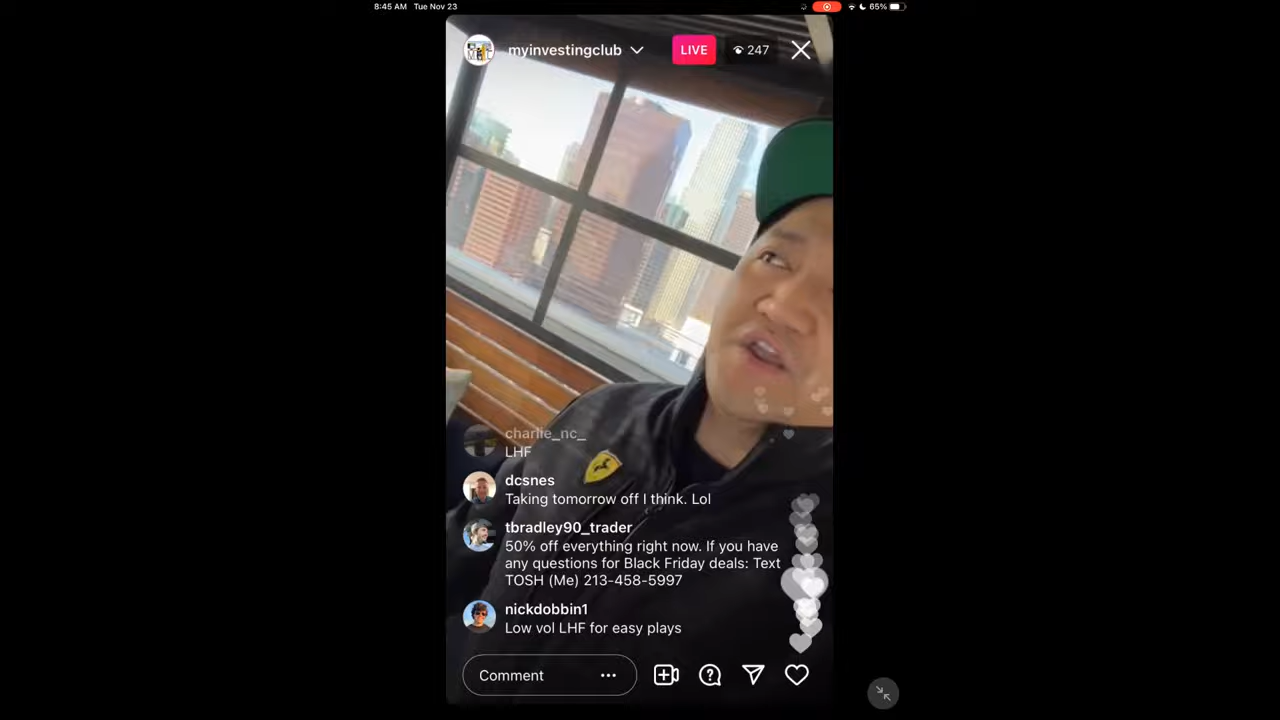 8:45 AM Tue Nov 23
65%
myinvestingclub
LIVE
247
charlie_nc_
LHF
dcsnes
Taking tomorrow off I think. Lol
tbradley90_trader
50% off everything right now. If you have
any questions for Black Friday deals: Text
TOSH (Me) 213-458-5997
nickdobbin1
Low vol LHF for easy plays
Comment